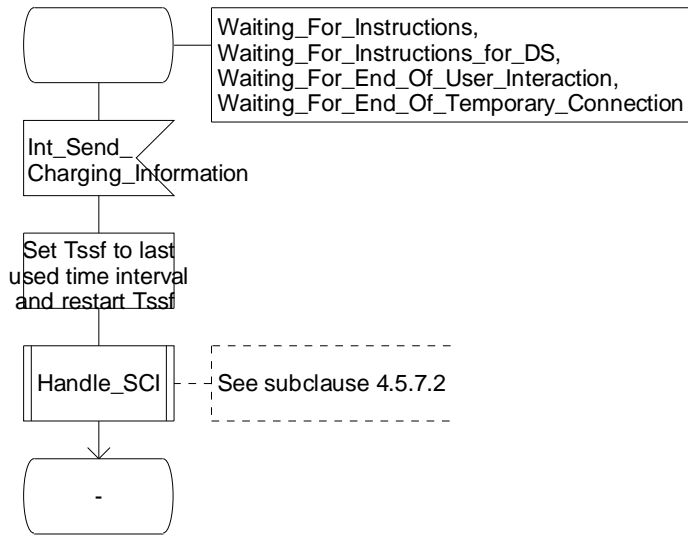 Waiting_For_Instructions,
Waiting_For_Instructions_for_DS,
Waiting_For_End_Of_User_Interaction,
Waiting_For_End_Of_Temporary_Connection
Int_Send_
Charging_Information
Set Tssf to last
used time interval
and restart Tssf
Handle_SCI
See subclause 4.5.7.2
-